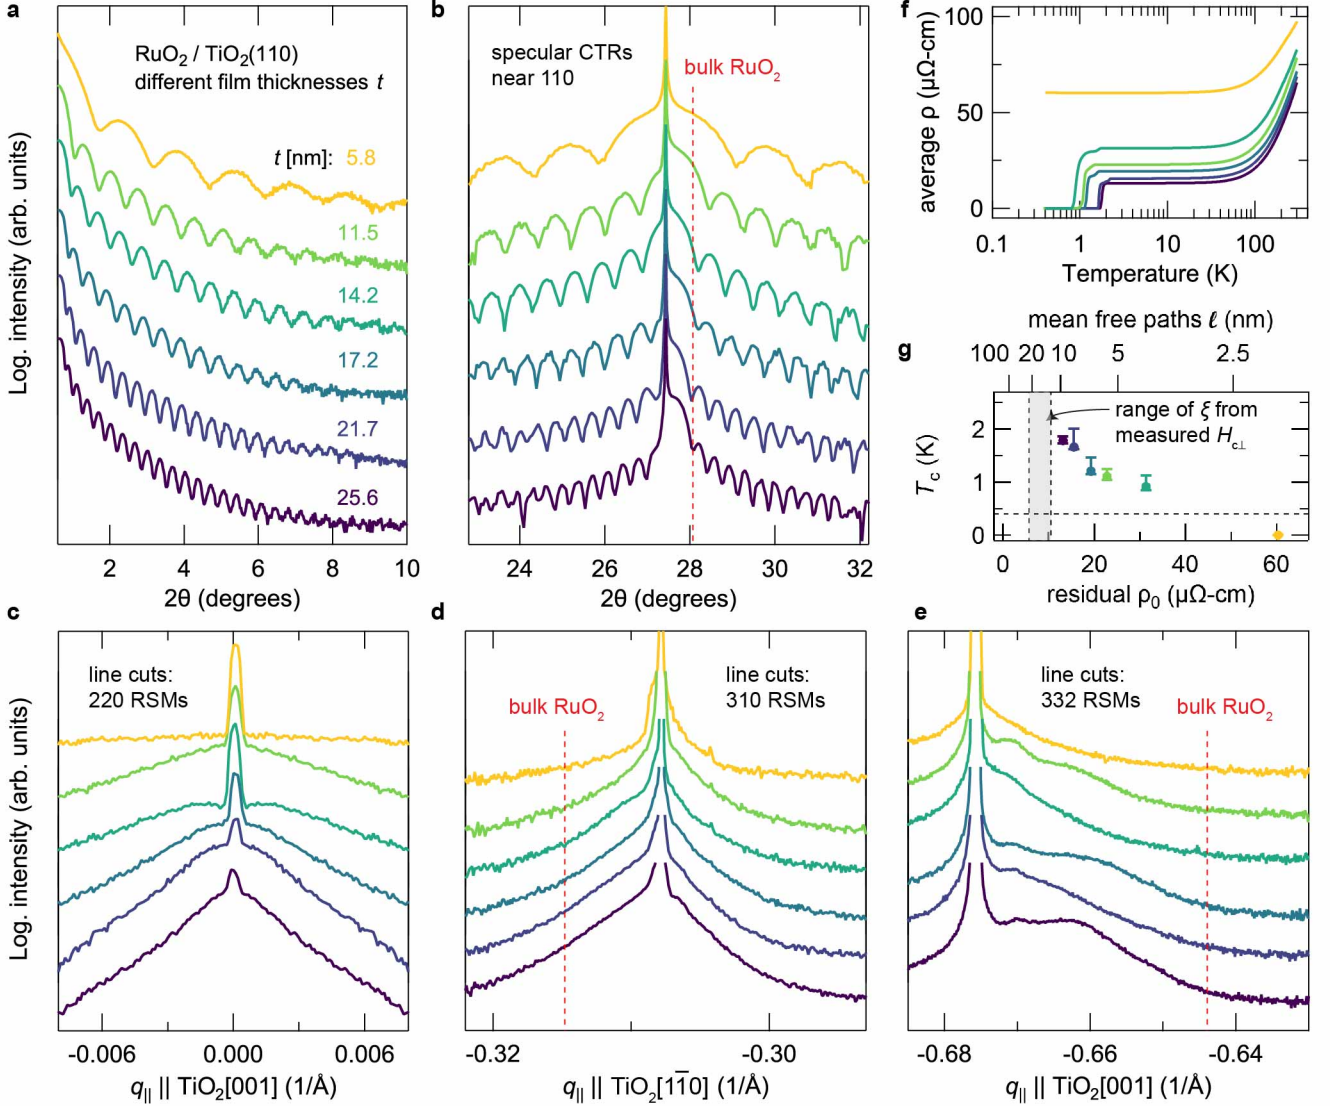 a
RuO₂ / TiO₂(110)
different film thicknesses t
t [nm]: 5.8
11.5
14.2
17.2
21.7
25.6
Log. intensity (arb. units)
2 4 6 8 10
2θ (degrees)
b
specular CTRs
near 110
bulk RuO₂
24 26 28 30 32
2θ (degrees)
f
100
50
0
average ρ (μΩ-cm)
0.1 1 10 100
Temperature (K)
mean free paths ℓ (nm)
g
100 20 10 5 2.5
range of ξ from
measured H꜀⊥
2
1
0
T꜀ (K)
0 20 40 60
residual ρ₀ (μΩ-cm)
c
line cuts:
220 RSMs
Log. intensity (arb. units)
-0.006 0.000 0.006
q|| || TiO₂[001] (1/Å)
d
line cuts:
310 RSMs
bulk RuO₂
-0.32 -0.30
q|| || TiO₂[11̅0] (1/Å)
e
line cuts:
332 RSMs
bulk RuO₂
-0.68 -0.66 -0.64
q|| || TiO₂[001] (1/Å)